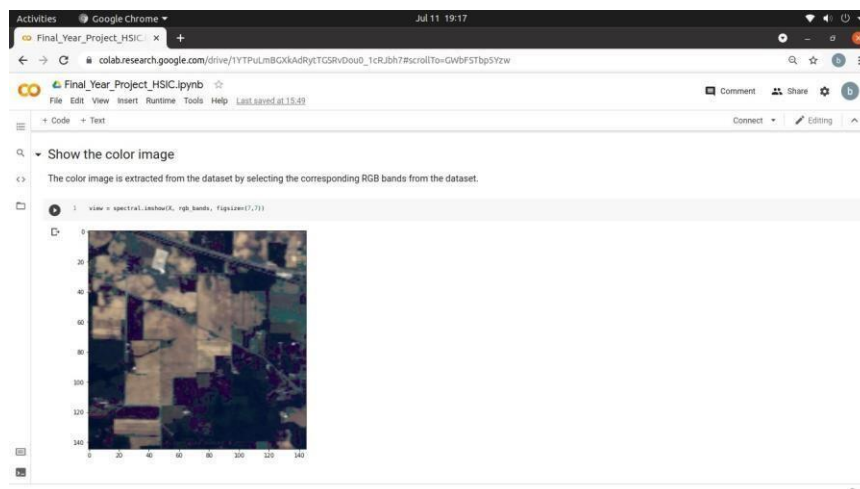 Activities Google Chrome Jul 11 19:17
Final_Year_Project_HSIC.i
colab.research.google.com/drive/1YTPuLmBGXkAdRytTGSRvDou0_1cRJbh7#scrollTo=GWbFSTbp5Yzw
Final_Year_Project_HSIC.ipynb
Comment Share b
File Edit View Insert Runtime Tools Help Last saved at 15:49
+ Code + Text Connect Editing
Show the color image
The color image is extracted from the dataset by selecting the corresponding RGB bands from the dataset.
1 view = spectral.imshow(X, rgb_bands, figsize=(7,7))
0
20
40
60
80
100
120
140
0 20 40 60 80 100 120 140